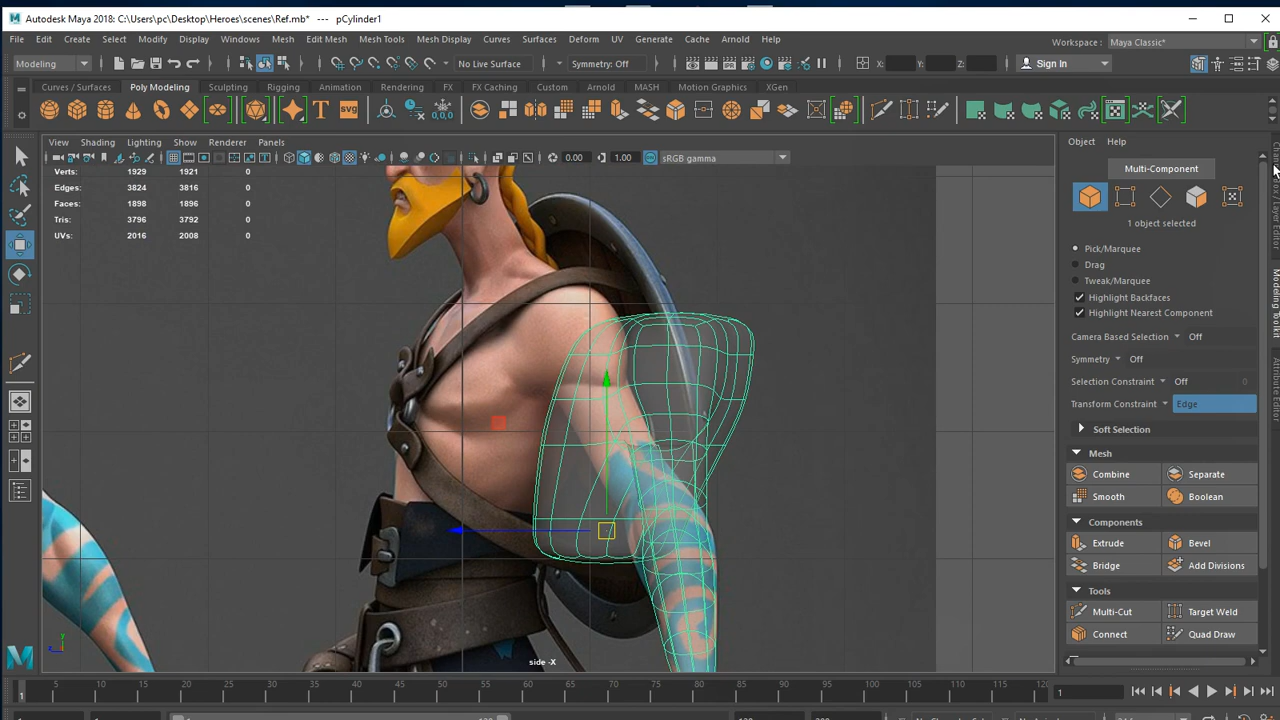 Autodesk Maya 2018: C:\Users\pc\Desktop\Heroes\scenes\Ref.mb* --- pCylinder1
File Edit Create Select Modify Display Windows Mesh Edit Mesh Mesh Tools Mesh Display Curves Surfaces Deform UV Generate Cache Arnold Help
Workspace : Maya Classic*
Modeling No Live Surface Symmetry: Off X: Y: Z: Sign In
Curves / Surfaces Poly Modeling Sculpting Rigging Animation Rendering FX FX Caching Custom Arnold MASH Motion Graphics XGen
T svg
View Shading Lighting Show Renderer Panels
0.00 1.00 sRGB gamma
Verts: 1929 1921 0
Edges: 3824 3816 0
Faces: 1898 1896 0
Tris: 3796 3792 0
UVs: 2016 2008 0
side -X
y
z
Object Help
Multi-Component
1 object selected
Pick/Marquee
Drag
Tweak/Marquee
Highlight Backfaces
Highlight Nearest Component
Camera Based Selection Off
Symmetry Off
Selection Constraint Off 0
Transform Constraint Edge
Soft Selection
Mesh
Combine Separate
Smooth Boolean
Components
Extrude Bevel
Bridge Add Divisions
Tools
Multi-Cut Target Weld
Connect Quad Draw
Modeling Toolkit
Attribute Editor
1 5 10 15 20 25 30 35 40 45 50 55 60 65 70 75 80 85 90 95 100 105 110 115 12
1